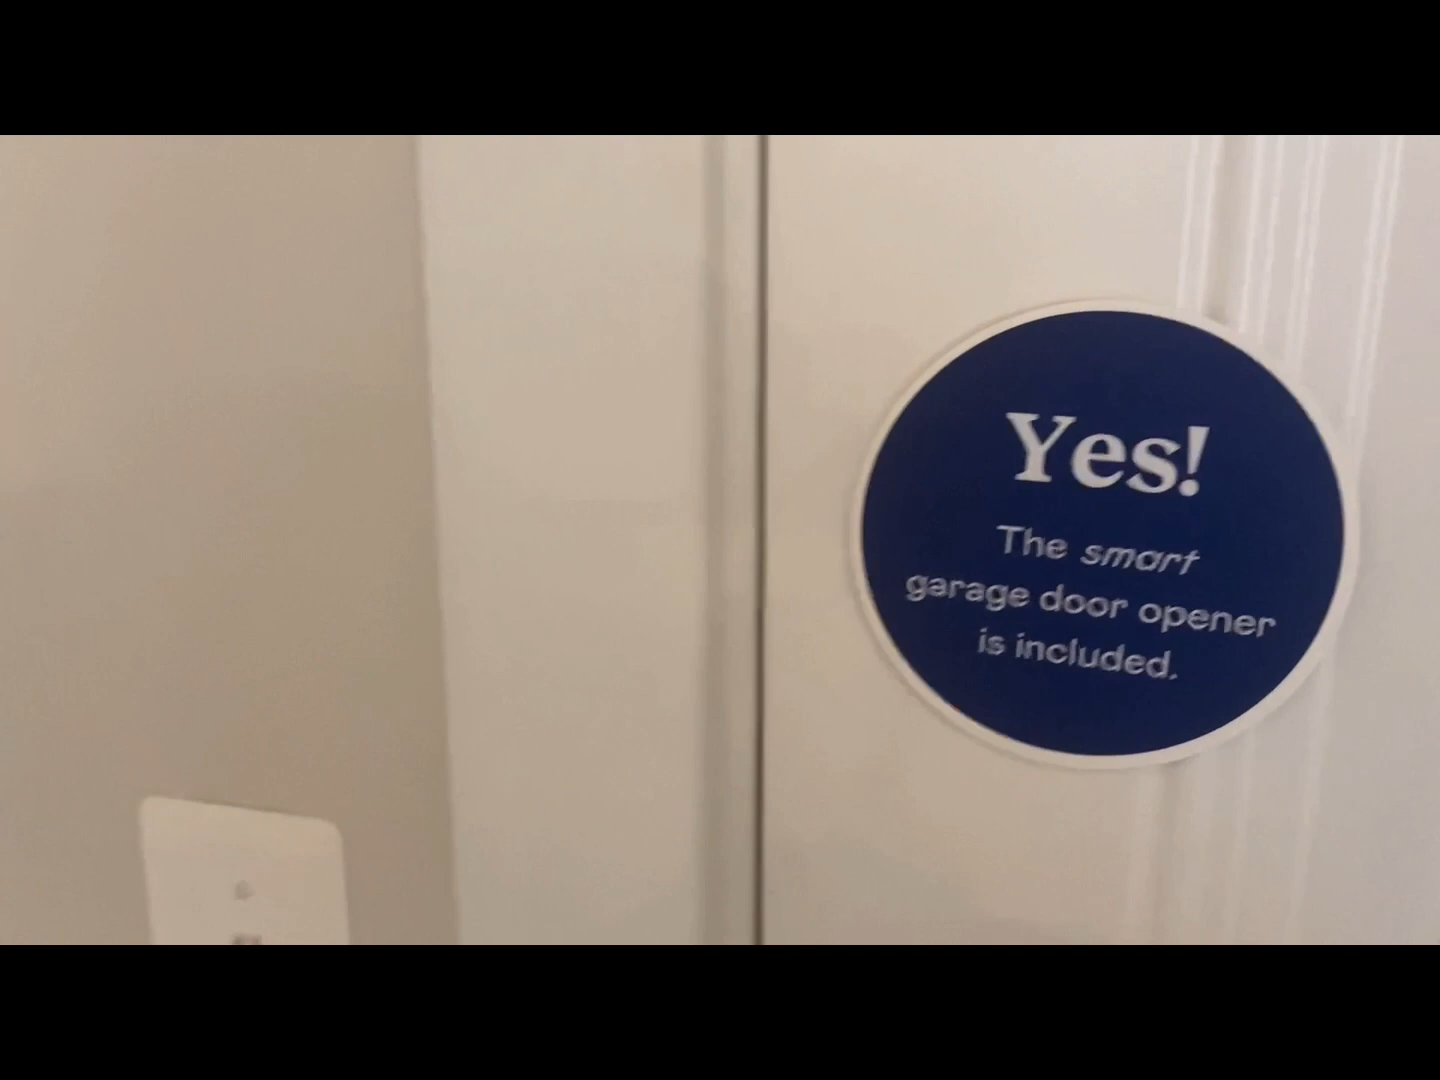 Yes!
The smart
garage door opener
is included.